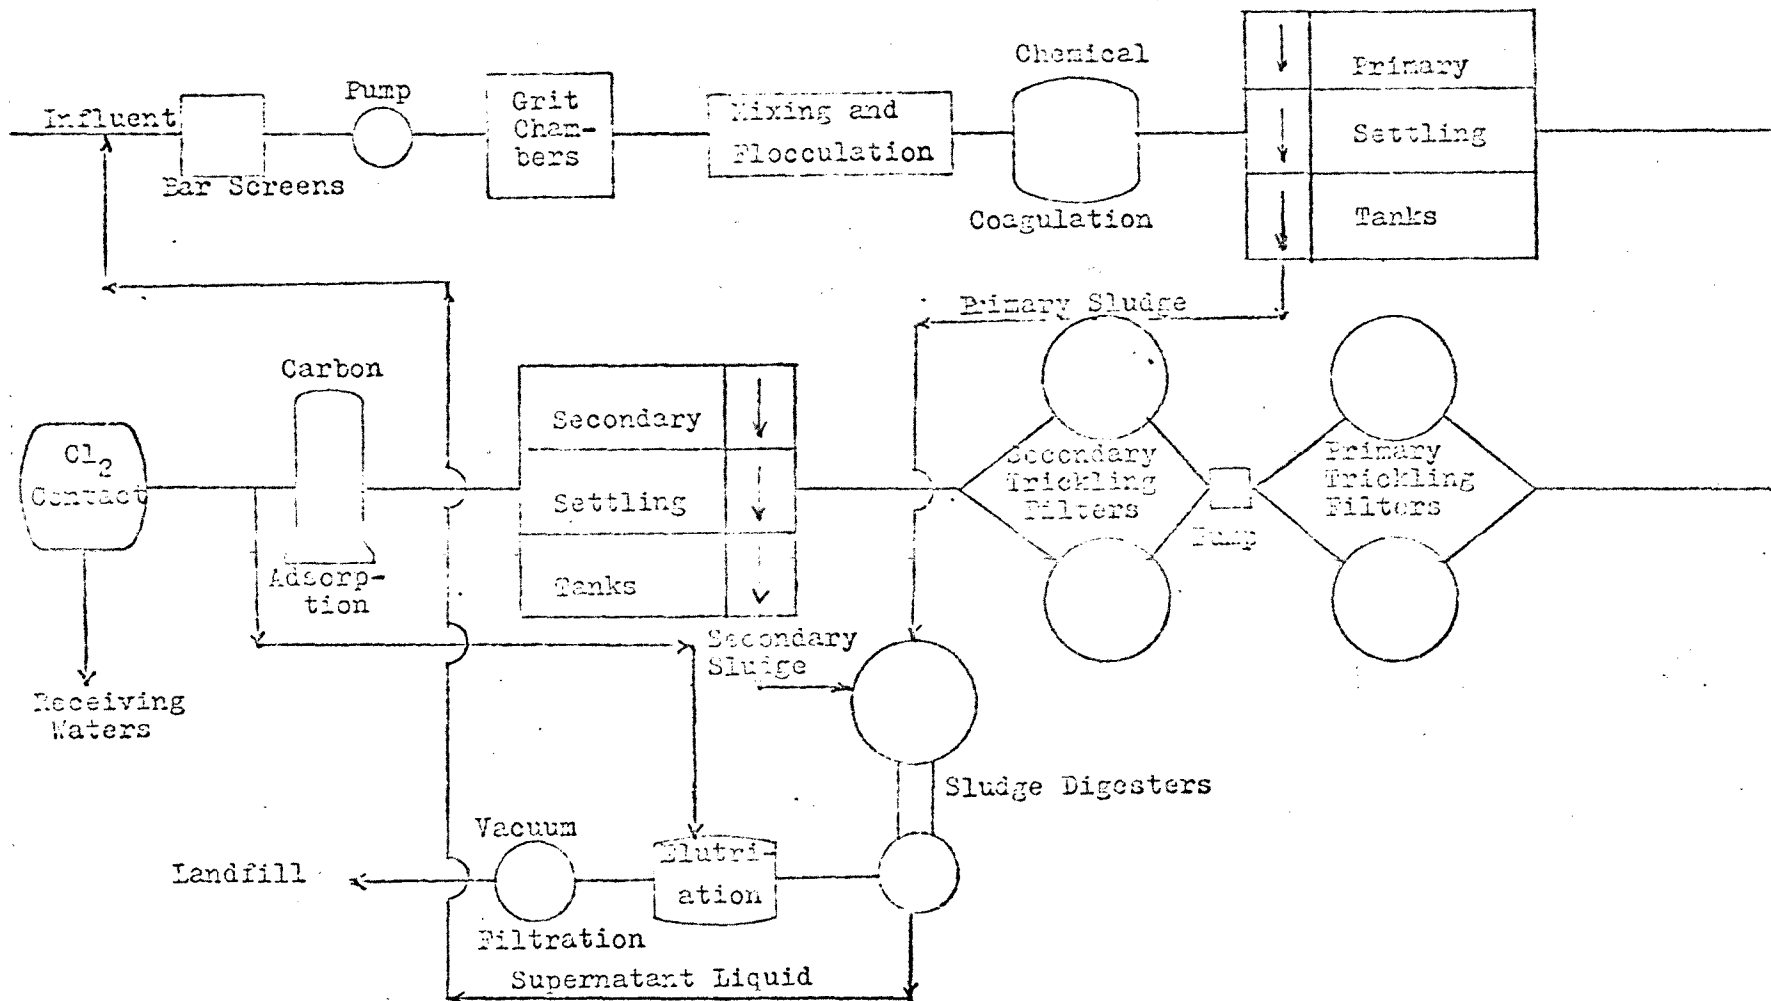 Influent
Bar Screens
Pump
Grit
Cham-
bers
Mixing and
Flocculation
Chemical
Coagulation
Primary
Settling
Tanks
Primary Sludge
Primary
Trickling
Filters
Pump
Secondary
Trickling
Filters
Secondary
Settling
Tanks
Carbon
Adsorp-
tion
Cl2
Contact
Receiving
Waters
Secondary
Sludge
Sludge Digesters
Elutri-
ation
Vacuum
Filtration
Landfill
Supernatant Liquid